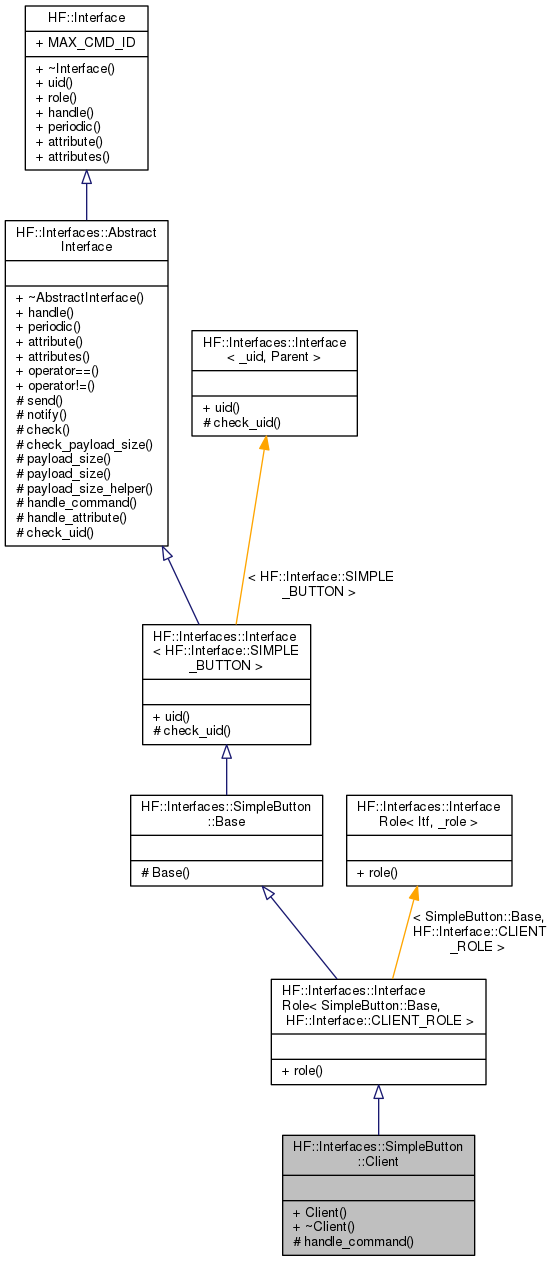 HF::Interface
+ MAX_CMD_ID
+ ~Interface()
+ uid()
+ role()
+ handle()
+ periodic()
+ attribute()
+ attributes()
HF::Interfaces::Abstract
Interface
+ ~AbstractInterface()
+ handle()
+ periodic()
+ attribute()
+ attributes()
+ operator==()
+ operator!=()
# send()
# notify()
# check()
# check_payload_size()
# payload_size()
# payload_size()
# payload_size_helper()
# handle_command()
# handle_attribute()
# check_uid()
HF::Interfaces::Interface
< _uid, Parent >
+ uid()
# check_uid()
< HF::Interface::SIMPLE
_BUTTON >
HF::Interfaces::Interface
< HF::Interface::SIMPLE
_BUTTON >
+ uid()
# check_uid()
HF::Interfaces::SimpleButton
::Base
# Base()
HF::Interfaces::Interface
Role< Itf, _role >
+ role()
< SimpleButton::Base,
HF::Interface::CLIENT
_ROLE >
HF::Interfaces::Interface
Role< SimpleButton::Base,
HF::Interface::CLIENT_ROLE >
+ role()
HF::Interfaces::SimpleButton
::Client
+ Client()
+ ~Client()
# handle_command()